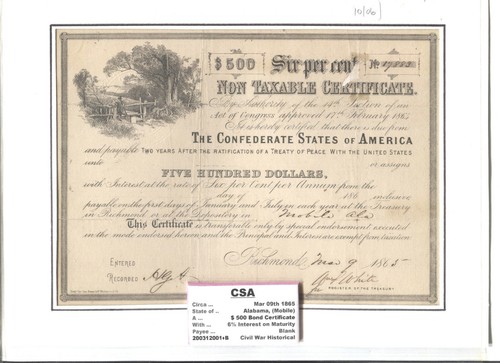 10/06
$500 Six per cent No
NON TAXABLE CERTIFICATE.
By Authority of the 14th Section of an
Act of Congress approved 17th February 1864
It is hereby certified that there is due from
THE CONFEDERATE STATES OF AMERICA
and payable TWO YEARS AFTER THE RATIFICATION OF A TREATY OF PEACE WITH THE UNITED STATES
unto or assigns
FIVE HUNDRED DOLLARS,
with Interest at the rate of Six per Cent per Annum from the
day of 186 inclusive
payable on the first days of January and July in each year at the Treasury
in Richmond or at the Depository in Mobile Ala
This Certificate is transferable only by special endorsement executed
in the mode endorsed hereon and the Principal and Interest are exempt from taxation
ENTERED Richmond, Mar 9 1865
RECORDED
REGISTER OF THE TREASURY
CSA
Circa ... Mar 09th 1865
State of .. Alabama, (Mobile)
A ... $ 500 Bond Certificate
With ... 6% Interest on Maturity
Payee ... Blank
200312001+B Civil War Historical